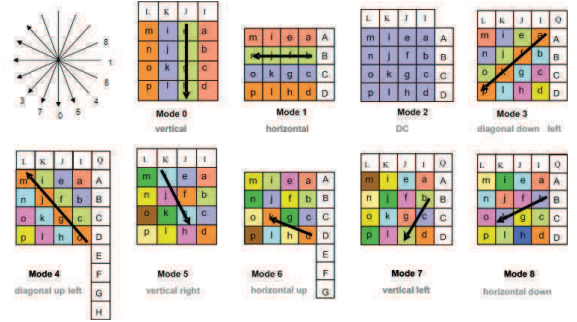 8
1
6
4
5
0
7
3
L K J I
m i e a
n j f b
o k g c
p l h d
Mode 0
vertical
m i e a A
n j f b B
o k g c C
p l h d D
Mode 1
horizontal
L K J I
m i e a A
n j f b B
o k g c C
p l h d D
Mode 2
DC
L K J I Q
m i e a A
n j f b B
o k g c C
p l h d D
Mode 3
diagonal down left
L K J I Q
m i e a A
n j f b B
o k g c C
p l h d D
E
F
G
H
Mode 4
diagonal up left
L K J I
m i e a
n j f b
o k g c
p l h d
Mode 5
vertical right
m i e a A
n j f b B
o k g c C
p l h d D
E
F
G
Mode 6
horizontal up
L K J I Q
m i e a A
n j f b B
o k g c C
p l h d D
Mode 7
vertical left
L K J I Q
m i e a A
n j f b B
o k g c C
p l h d D
Mode 8
horizontal down